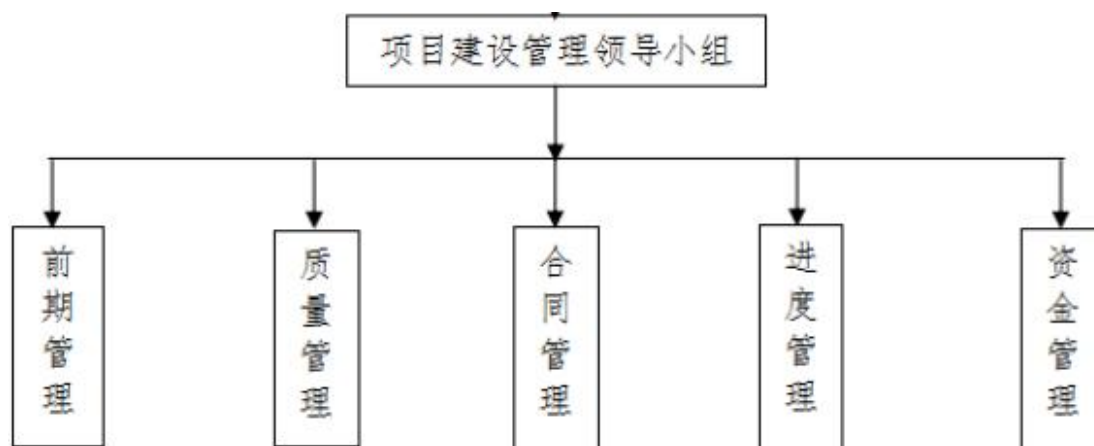 项目建设管理领导小组
前期管理
质量管理
合同管理
进度管理
资金管理